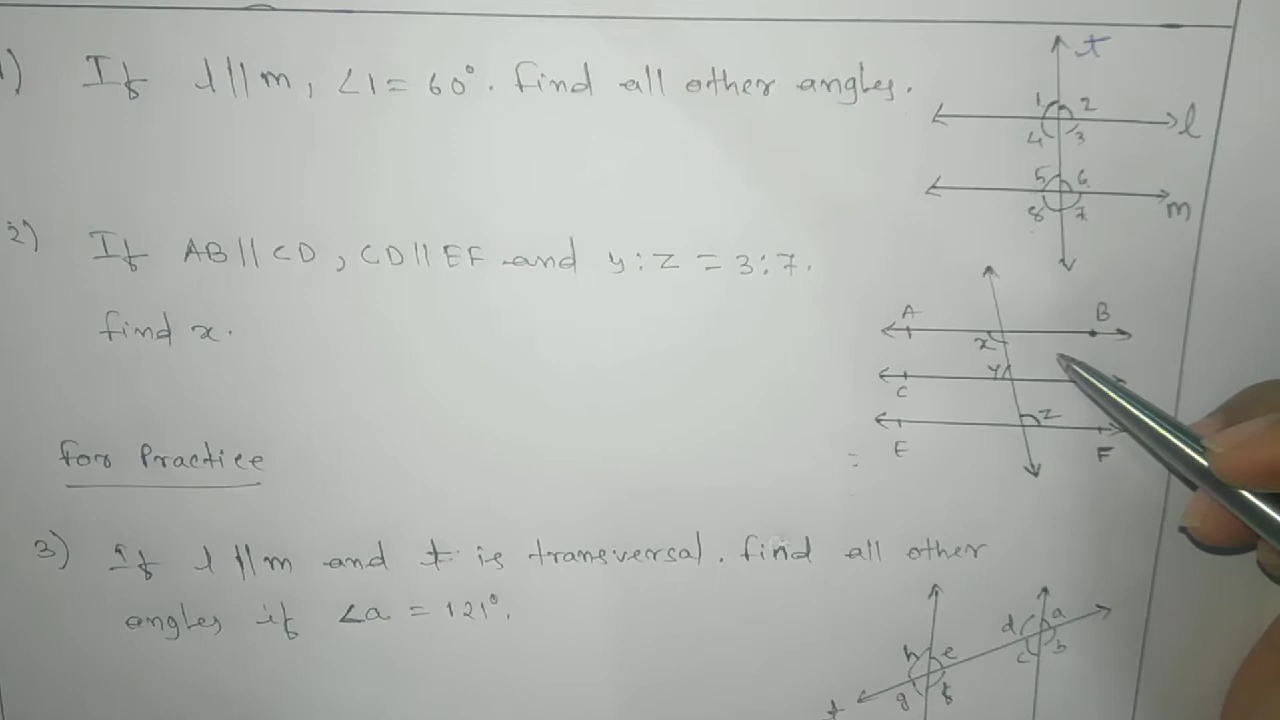 1) If l||m, ∠1= 60°. Find all other angles.
t
1 2
l
4 3
5 6
m
8 7
2) If AB||CD, CD||EF and y:z = 3:7.
find x.
A B
x
y
C
z
E F
For Practice
3) If l||m and t is transversal. find all other
angles if ∠a = 121°.
d a
c b
h e
g f
t